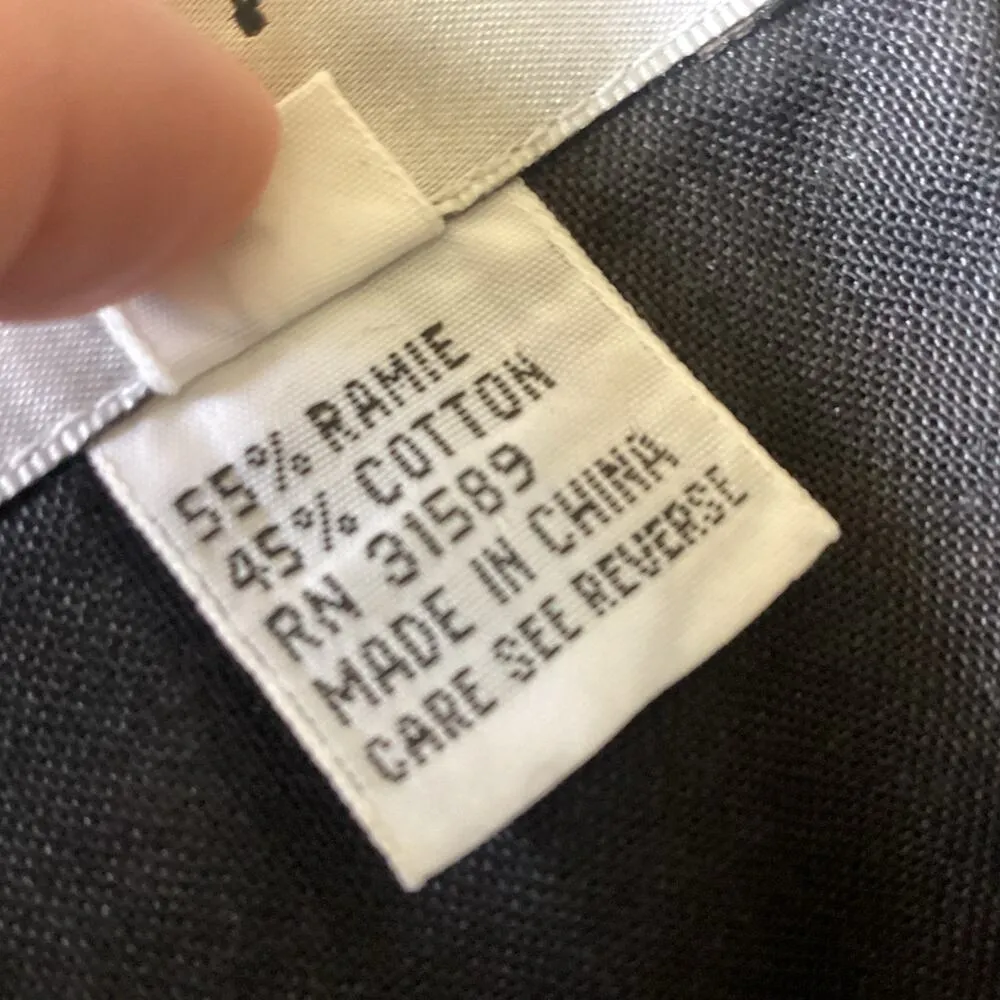 55% RAMIE
45% COTTON
RN 31589
MADE IN CHINA
CARE SEE REVERSE